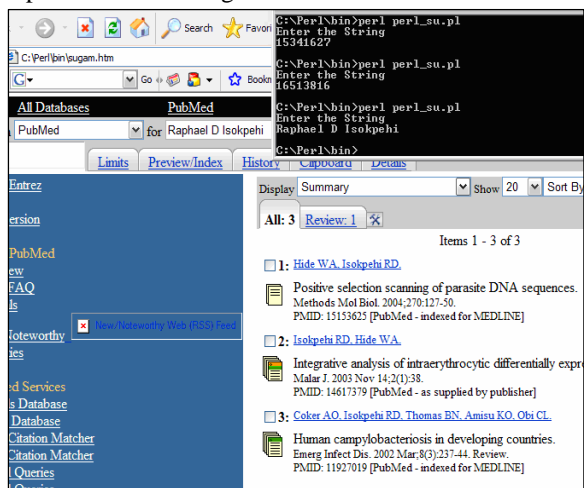 Search
Favori
C:\Perl\bin>perl perl_su.pl
Enter the String
15341627
C:\Perl\bin>perl perl_su.pl
Enter the String
16513816
C:\Perl\bin>perl perl_su.pl
Enter the String
Raphael D Isokpehi
C:\Perl\bin>
C:\Perl\bin\sugam.htm
G Go Bookn
All Databases PubMed
PubMed for Raphael D Isokpehi
Limits Preview/Index History Clipboard Details
Entrez
ersion
PubMed
ew
FAQ
ls
Noteworthy
New/Noteworthy Web (RSS) Feed
ies
ed Services
s Database
Database
Citation Matcher
Citation Matcher
l Queries
Display Summary Show 20 Sort By
All: 3 Review: 1
Items 1 - 3 of 3
1: Hide WA, Isokpehi RD.
Positive selection scanning of parasite DNA sequences.
Methods Mol Biol. 2004;270:127-50.
PMID: 15153625 [PubMed - indexed for MEDLINE]
2: Isokpehi RD, Hide WA.
Integrative analysis of intraerythrocytic differentially expre
Malar J. 2003 Nov 14;2(1):38.
PMID: 14617379 [PubMed - as supplied by publisher]
3: Coker AO, Isokpehi RD, Thomas BN, Amisu KO, Obi CL.
Human campylobacteriosis in developing countries.
Emerg Infect Dis. 2002 Mar;8(3):237-44. Review.
PMID: 11927019 [PubMed - indexed for MEDLINE]